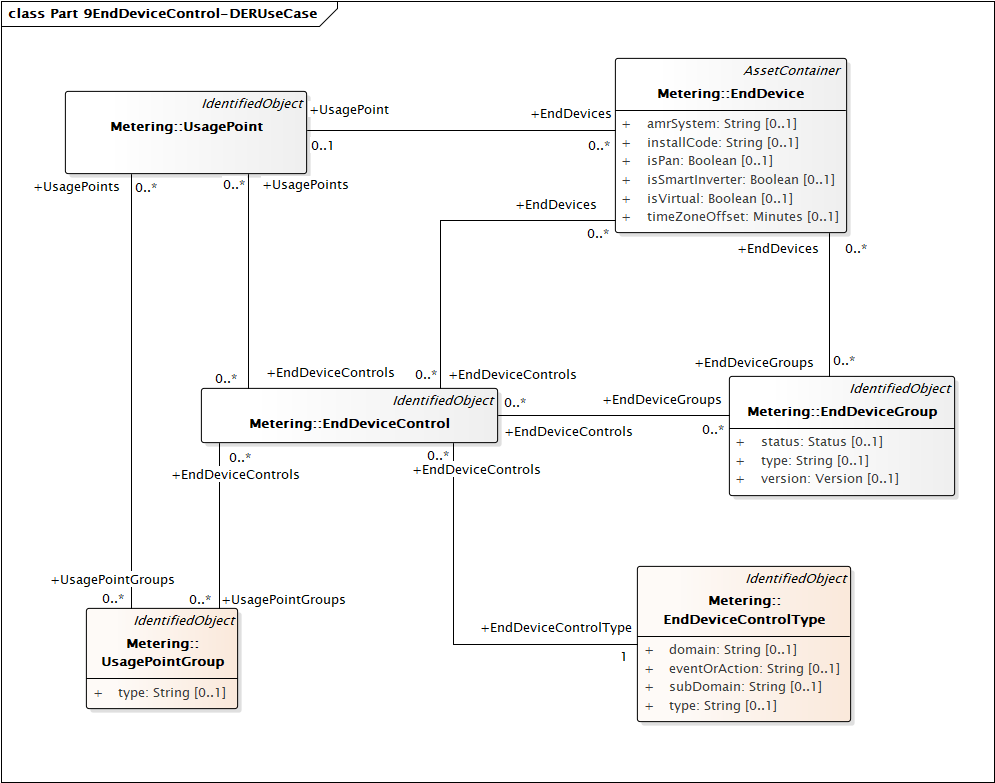 class Part 9EndDeviceControl-DERUseCase
AssetContainer
Metering::EndDevice
+ amrSystem: String [0..1]
+ installCode: String [0..1]
+ isPan: Boolean [0..1]
+ isSmartInverter: Boolean [0..1]
+ isVirtual: Boolean [0..1]
+ timeZoneOffset: Minutes [0..1]
IdentifiedObject
Metering::UsagePoint
+UsagePoint
+EndDevices
0..1
0..*
+UsagePoints
0..*
0..*
+UsagePoints
+EndDevices
0..*
+EndDevices
0..*
+EndDeviceGroups
0..*
0..*
+EndDeviceControls
0..*
+EndDeviceControls
IdentifiedObject
Metering::EndDeviceControl
0..*
+EndDeviceGroups
+EndDeviceControls
0..*
IdentifiedObject
Metering::EndDeviceGroup
+ status: Status [0..1]
+ type: String [0..1]
+ version: Version [0..1]
0..*
+EndDeviceControls
0..*
+EndDeviceControls
+UsagePointGroups
0..*
0..*
+UsagePointGroups
IdentifiedObject
Metering::
UsagePointGroup
+ type: String [0..1]
+EndDeviceControlType
1
IdentifiedObject
Metering::
EndDeviceControlType
+ domain: String [0..1]
+ eventOrAction: String [0..1]
+ subDomain: String [0..1]
+ type: String [0..1]